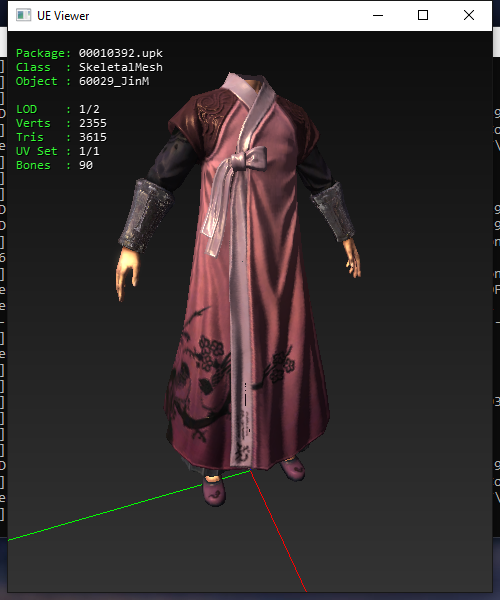 UE Viewer
Package: 00010392.upk
Class : SkeletalMesh
Object : 60029_JinM
LOD : 1/2
Verts : 2355
Tris : 3615
UV Set : 1/1
Bones : 90